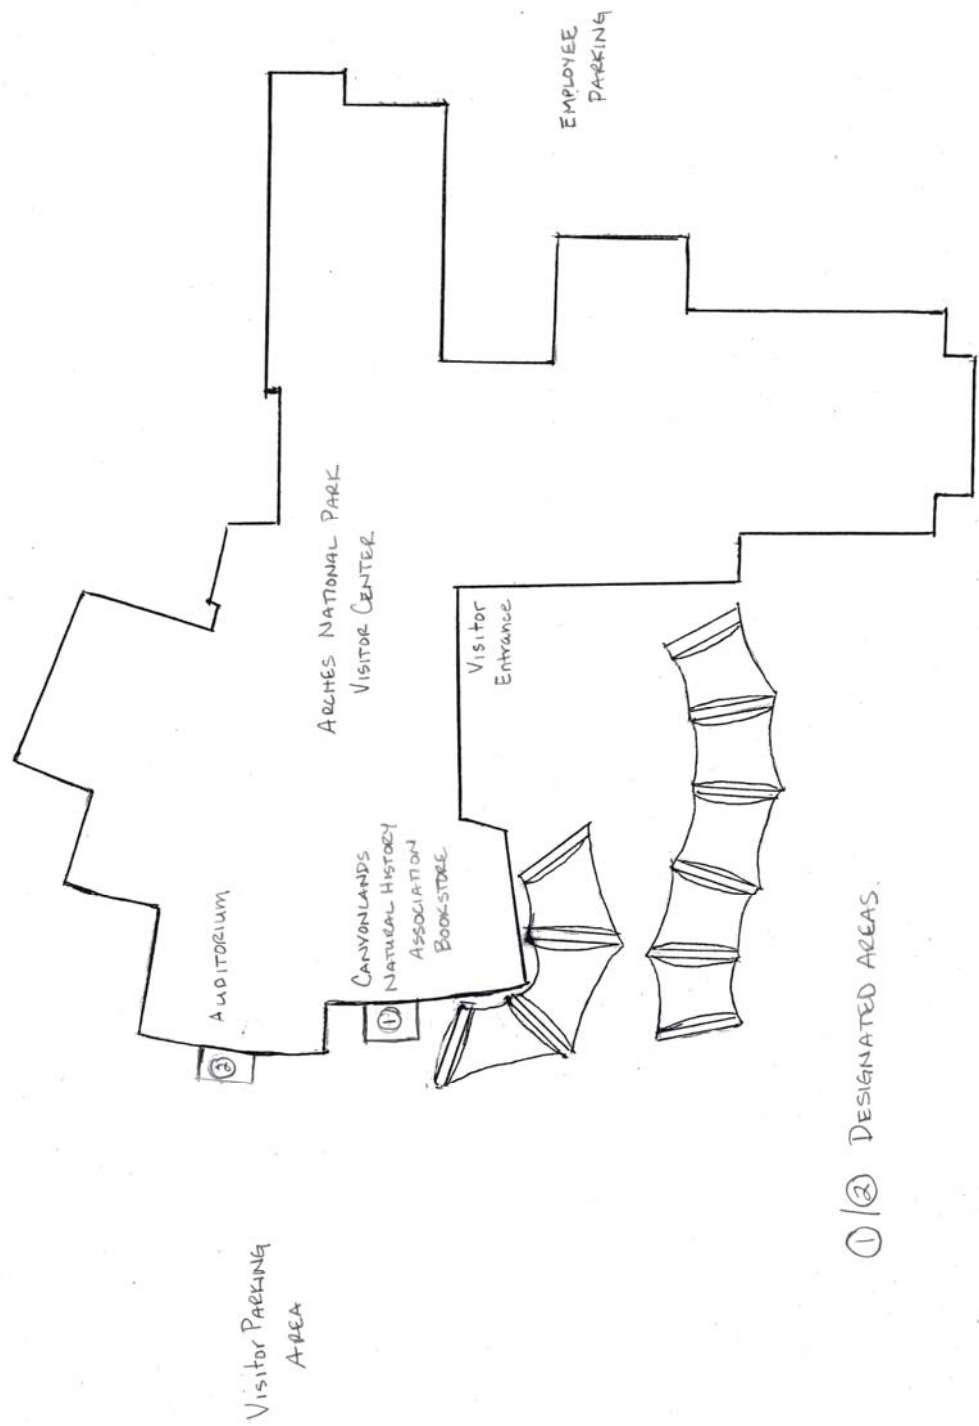 EMPLOYEE
PARKING
ARCHES NATIONAL PARK
VISITOR CENTER
Visitor
Entrance
AUDITORIUM
CANYONLANDS
NATURAL HISTORY
ASSOCIATION
BOOKSTORE
②
①
Visitor PARKING
AREA
①/② DESIGNATED AREAS.